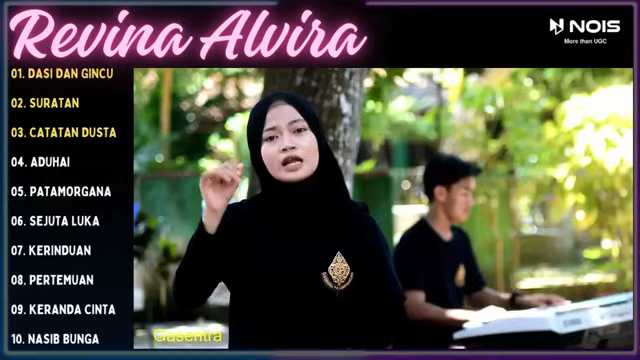 Revina Alvira
NOIS
More than UGC
01. DASI DAN GINCU
02. SURATAN
03. CATATAN DUSTA
04. ADUHAI
05. PATAMORGANA
06. SEJUTA LUKA
07. KERINDUAN
08. PERTEMUAN
09. KERANDA CINTA
10. NASIB BUNGA
Gasentra